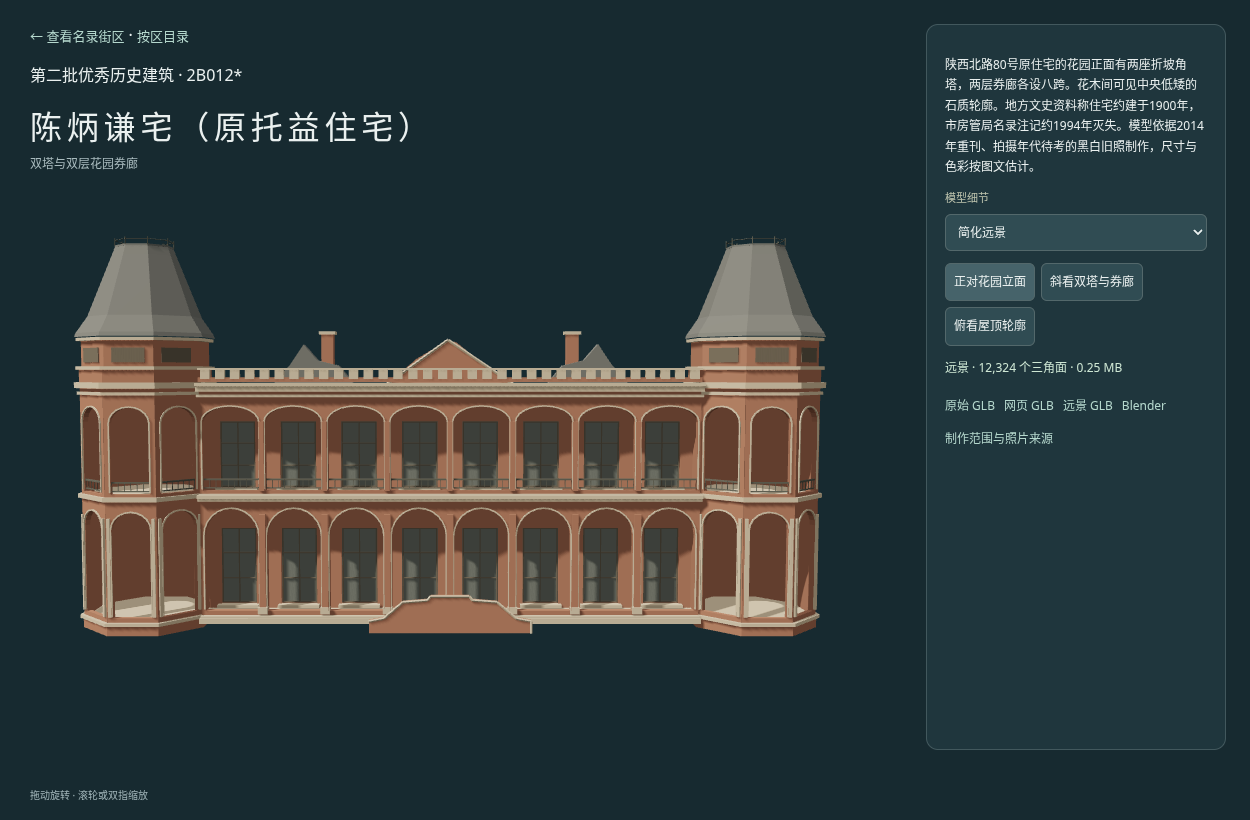 ← 查看名录街区 · 按区目录
第二批优秀历史建筑 · 2B012*
陈炳谦宅（原托益住宅）
双塔与双层花园券廊
陕西北路80号原住宅的花园正面有两座折坡角
塔，两层券廊各设八跨。花木间可见中央低矮的
石质轮廓。地方文史资料称住宅约建于1900年，
市房管局名录注记约1994年灭失。模型依据2014
年重刊、拍摄年代待考的黑白旧照制作，尺寸与
色彩按图文估计。
模型细节
简化远景
正对花园立面 斜看双塔与券廊
俯看屋顶轮廓
远景 · 12,324 个三角面 · 0.25 MB
原始 GLB 网页 GLB 远景 GLB Blender
制作范围与照片来源
拖动旋转 · 滚轮或双指缩放